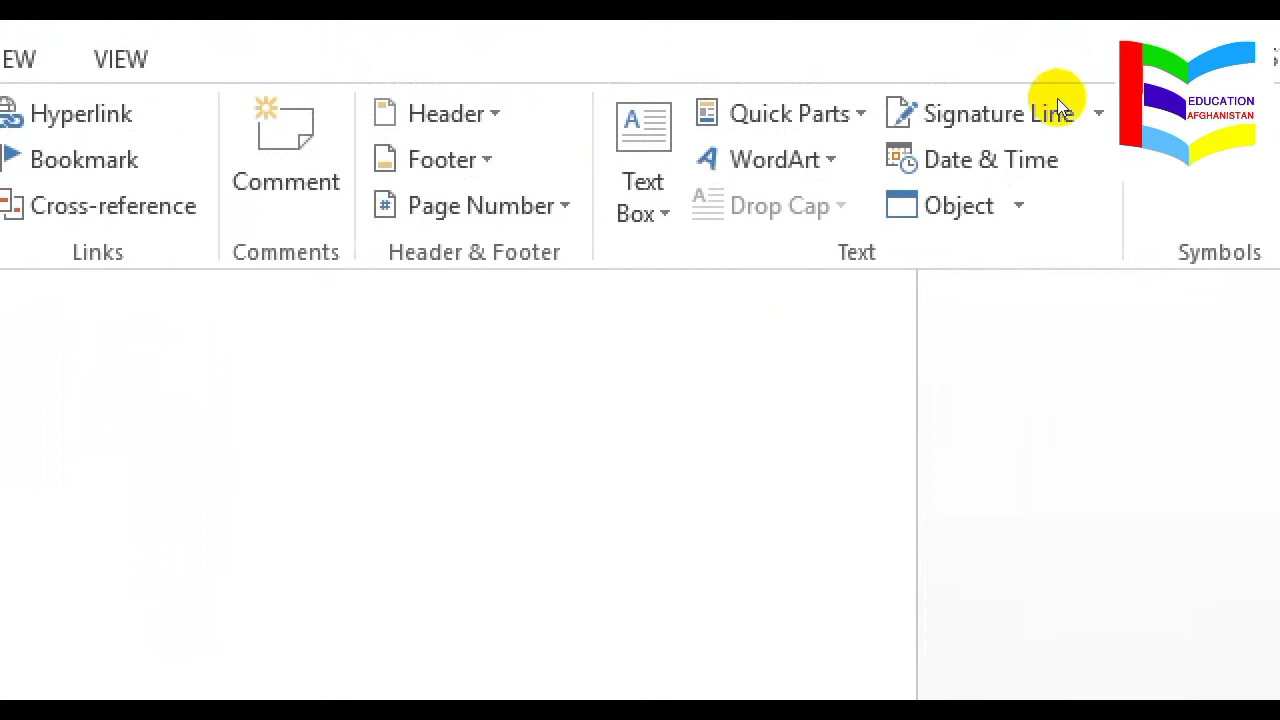 EW VIEW
Hyperlink
Bookmark
Cross-reference
Links
Comment
Comments
Header
Footer
Page Number
Header & Footer
Text
Box
Quick Parts
WordArt
Drop Cap
Signature Line
Date & Time
Object
Text
Symbols
EDUCATION
AFGHANISTAN